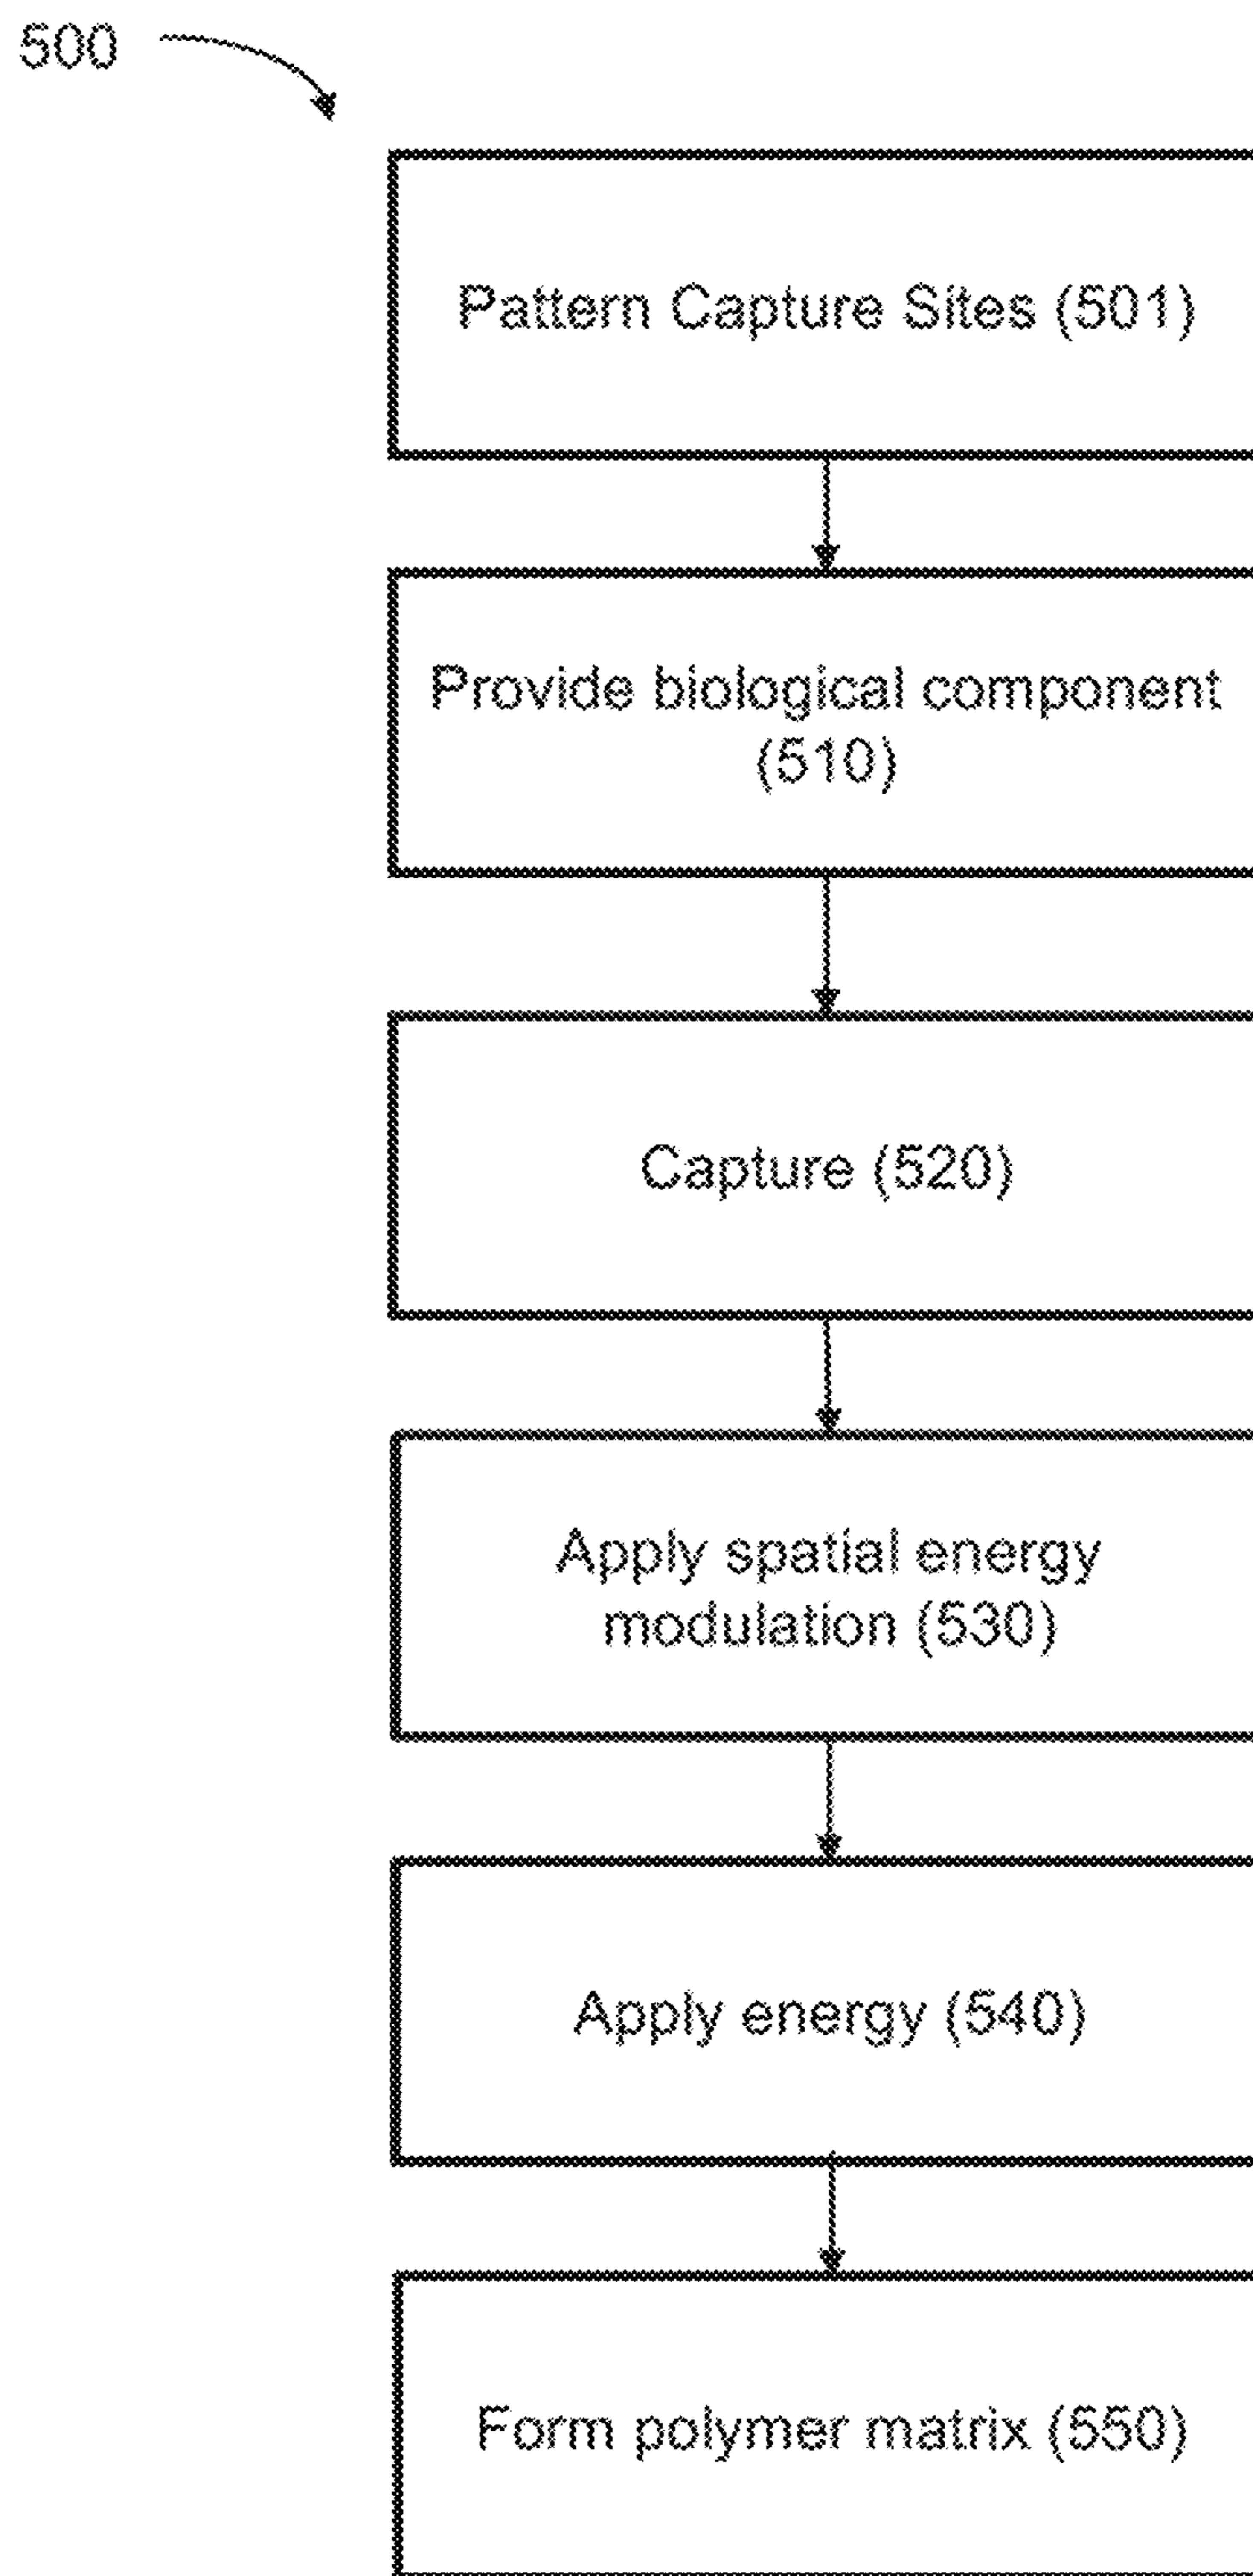 500
Pattern Capture Sites (501)
Provide biological component
(510)
Capture (520)
Apply spatial energy
modulation (530)
Apply energy (540)
Form polymer matrix (550)